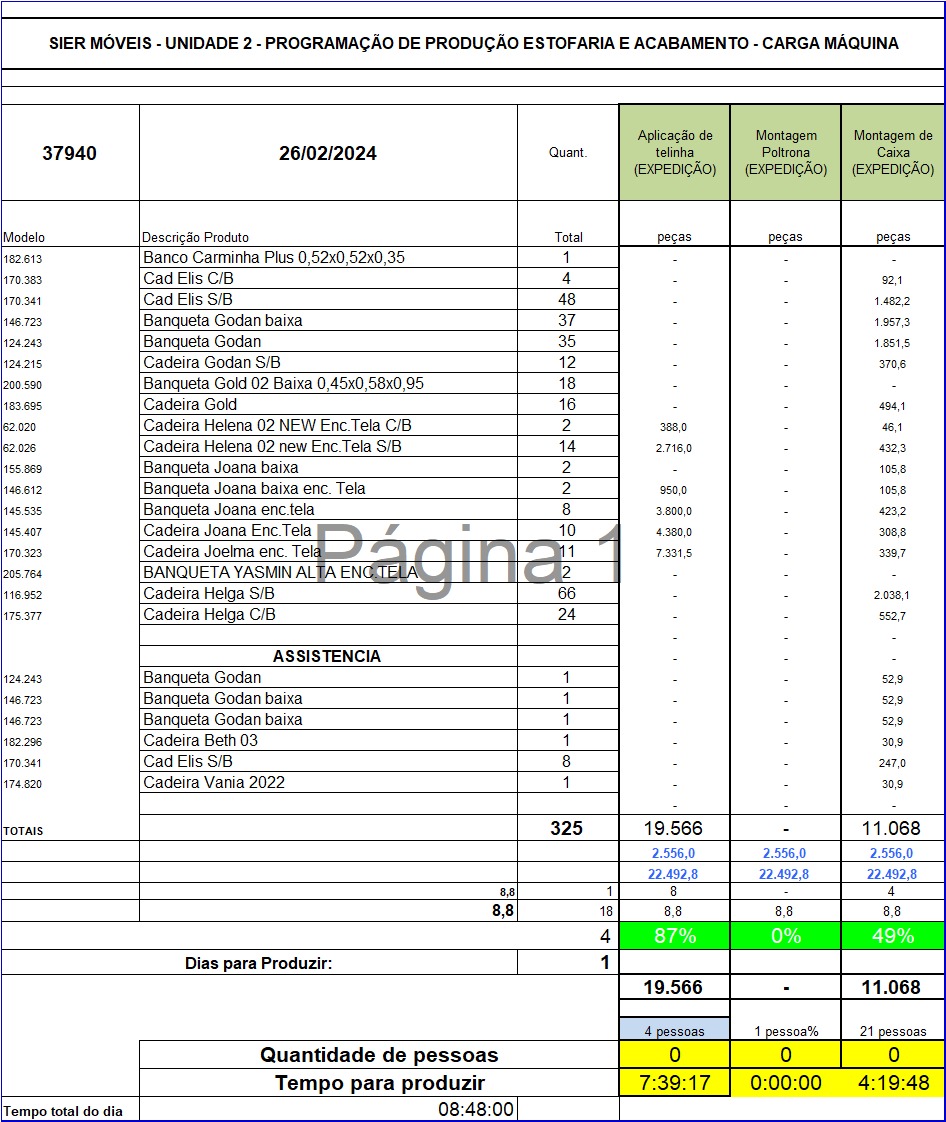 SIER MÓVEIS - UNIDADE 2 - PROGRAMAÇÃO DE PRODUÇÃO ESTOFARIA E ACABAMENTO - CARGA MÁQUINA
37940 26/02/2024 Quant. Aplicação de telinha (EXPEDIÇÃO) Montagem Poltrona (EXPEDIÇÃO) Montagem de Caixa (EXPEDIÇÃO)
Modelo Descrição Produto Total peças peças peças
182.613 Banco Carminha Plus 0,52x0,52x0,35 1 - - -
170.383 Cad Elis C/B 4 - - 92,1
170.341 Cad Elis S/B 48 - - 1.482,2
146.723 Banqueta Godan baixa 37 - - 1.957,3
124.243 Banqueta Godan 35 - - 1.851,5
124.215 Cadeira Godan S/B 12 - - 370,6
200.590 Banqueta Gold 02 Baixa 0,45x0,58x0,95 18 - - -
183.695 Cadeira Gold 16 - - 494,1
62.020 Cadeira Helena 02 NEW Enc.Tela C/B 2 388,0 - 46,1
62.026 Cadeira Helena 02 new Enc.Tela S/B 14 2.716,0 - 432,3
155.869 Banqueta Joana baixa 2 - - 105,8
146.612 Banqueta Joana baixa enc. Tela 2 950,0 - 105,8
145.535 Banqueta Joana enc.tela 8 3.800,0 - 423,2
145.407 Cadeira Joana Enc.Tela 10 4.380,0 - 308,8
170.323 Cadeira Joelma enc. Tela 11 7.331,5 - 339,7
Página 1
205.764 BANQUETA YASMIN ALTA ENC.TELA 2 - - -
116.952 Cadeira Helga S/B 66 - - 2.038,1
175.377 Cadeira Helga C/B 24 - - 552,7
- - -
ASSISTENCIA - - -
124.243 Banqueta Godan 1 - - 52,9
146.723 Banqueta Godan baixa 1 - - 52,9
146.723 Banqueta Godan baixa 1 - - 52,9
182.296 Cadeira Beth 03 1 - - 30,9
170.341 Cad Elis S/B 8 - - 247,0
174.820 Cadeira Vania 2022 1 - - 30,9
- - -
TOTAIS 325 19.566 - 11.068
2.556,0 2.556,0 2.556,0
22.492,8 22.492,8 22.492,8
8,8 1 8 - 4
8,8 18 8,8 8,8 8,8
4 87% 0% 49%
Dias para Produzir: 1
19.566 - 11.068
4 pessoas 1 pessoa% 21 pessoas
Quantidade de pessoas 0 0 0
Tempo para produzir 7:39:17 0:00:00 4:19:48
Tempo total do dia 08:48:00